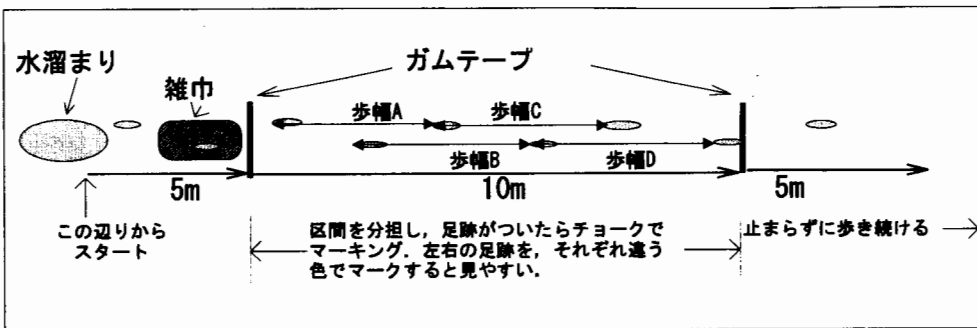 水溜まり
雑巾
ガムテープ
歩幅A
歩幅C
歩幅B
歩幅D
5m
10m
5m
この辺りから
スタート
区間を分担し，足跡がついたらチョークで
マーキング．左右の足跡を，それぞれ違う
色でマークすると見やすい．
止まらずに歩き続ける